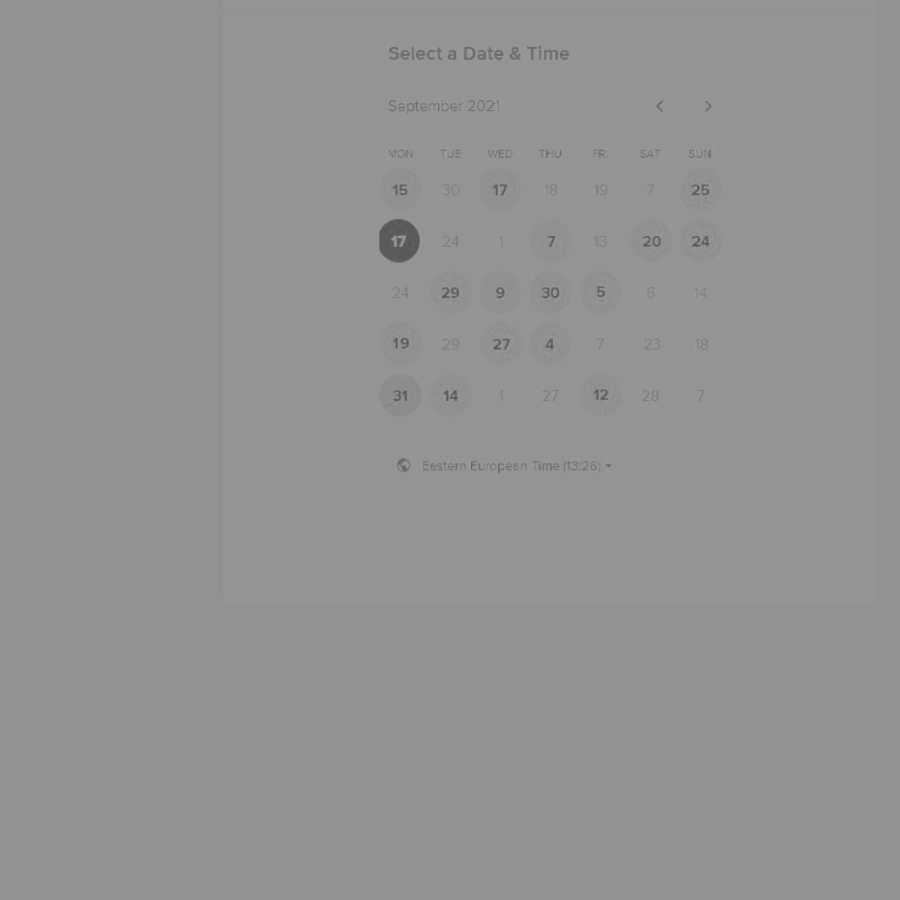 Select a Date & Time
September 2021
MON TUE WED THU FRI SAT SUN
15 30 17 18 19 7 25
17 24 1 7 13 20 24
24 29 9 30 5 6 14
19 29 27 4 7 23 18
31 14 1 27 12 28 7
Eastern European Time (13:26)